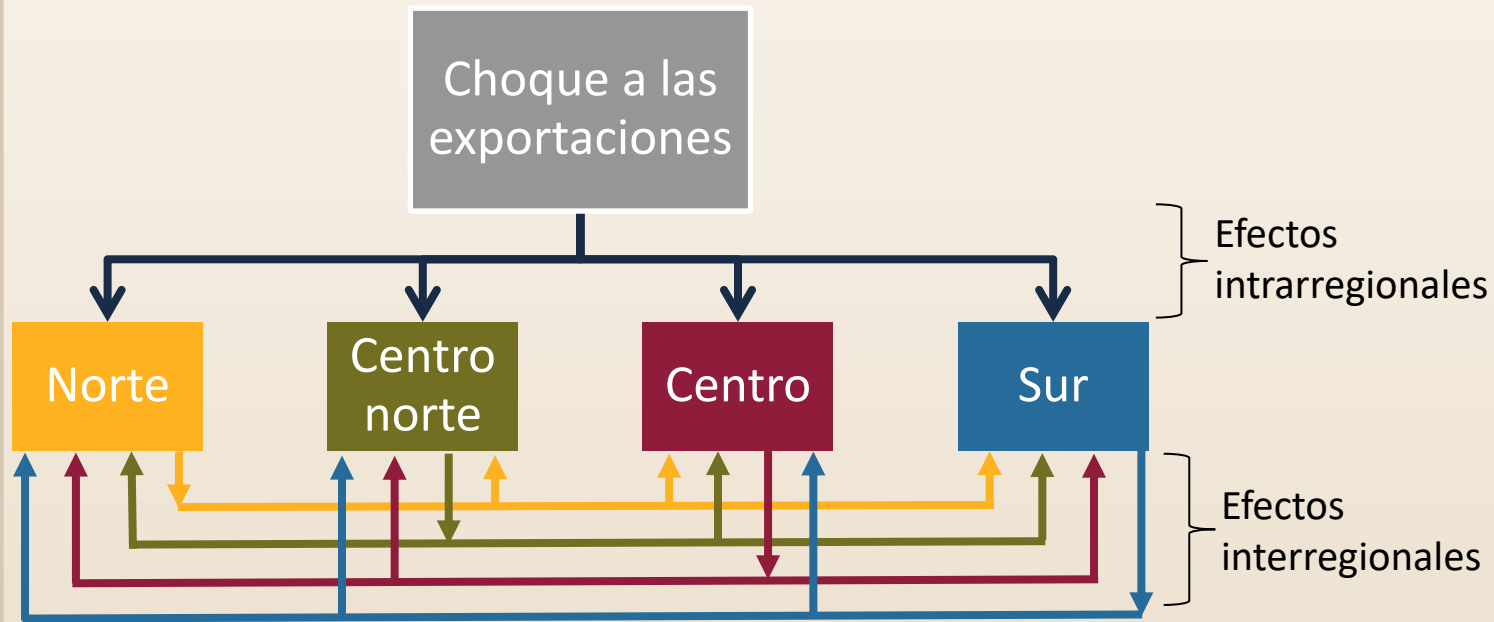 Choque a las
exportaciones
Efectos
intrarregionales
Norte
Centro
norte
Centro
Sur
Efectos
interregionales